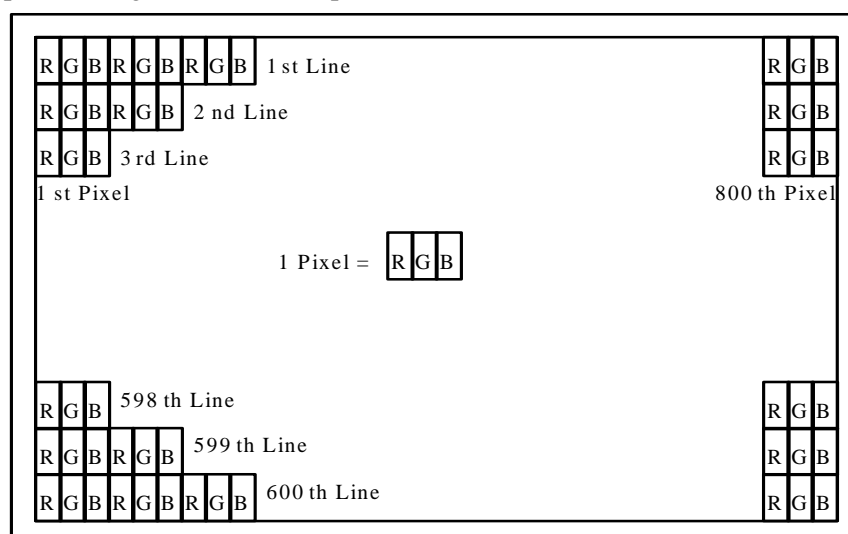 R G B R G B R G B 1 st Line R G B
R G B R G B 2 nd Line R G B
R G B 3 rd Line R G B
1 st Pixel 800 th Pixel
1 Pixel = R G B
R G B 598 th Line R G B
R G B R G B 599 th Line R G B
R G B R G B R G B 600 th Line R G B